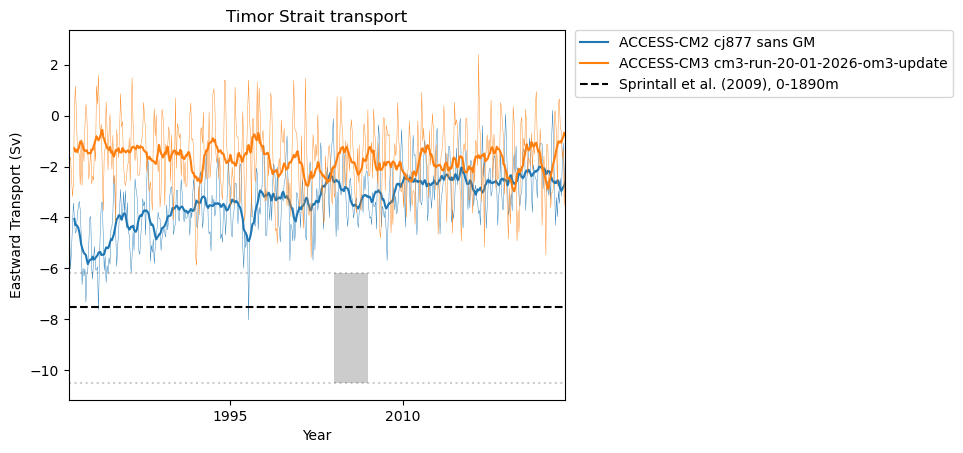 Timor Strait transport
ACCESS-CM2 cj877 sans GM
ACCESS-CM3 cm3-run-20-01-2026-om3-update
Sprintall et al. (2009), 0-1890m
Eastward Transport (Sv)
2
0
−2
−4
−6
−8
−10
1995
2010
Year